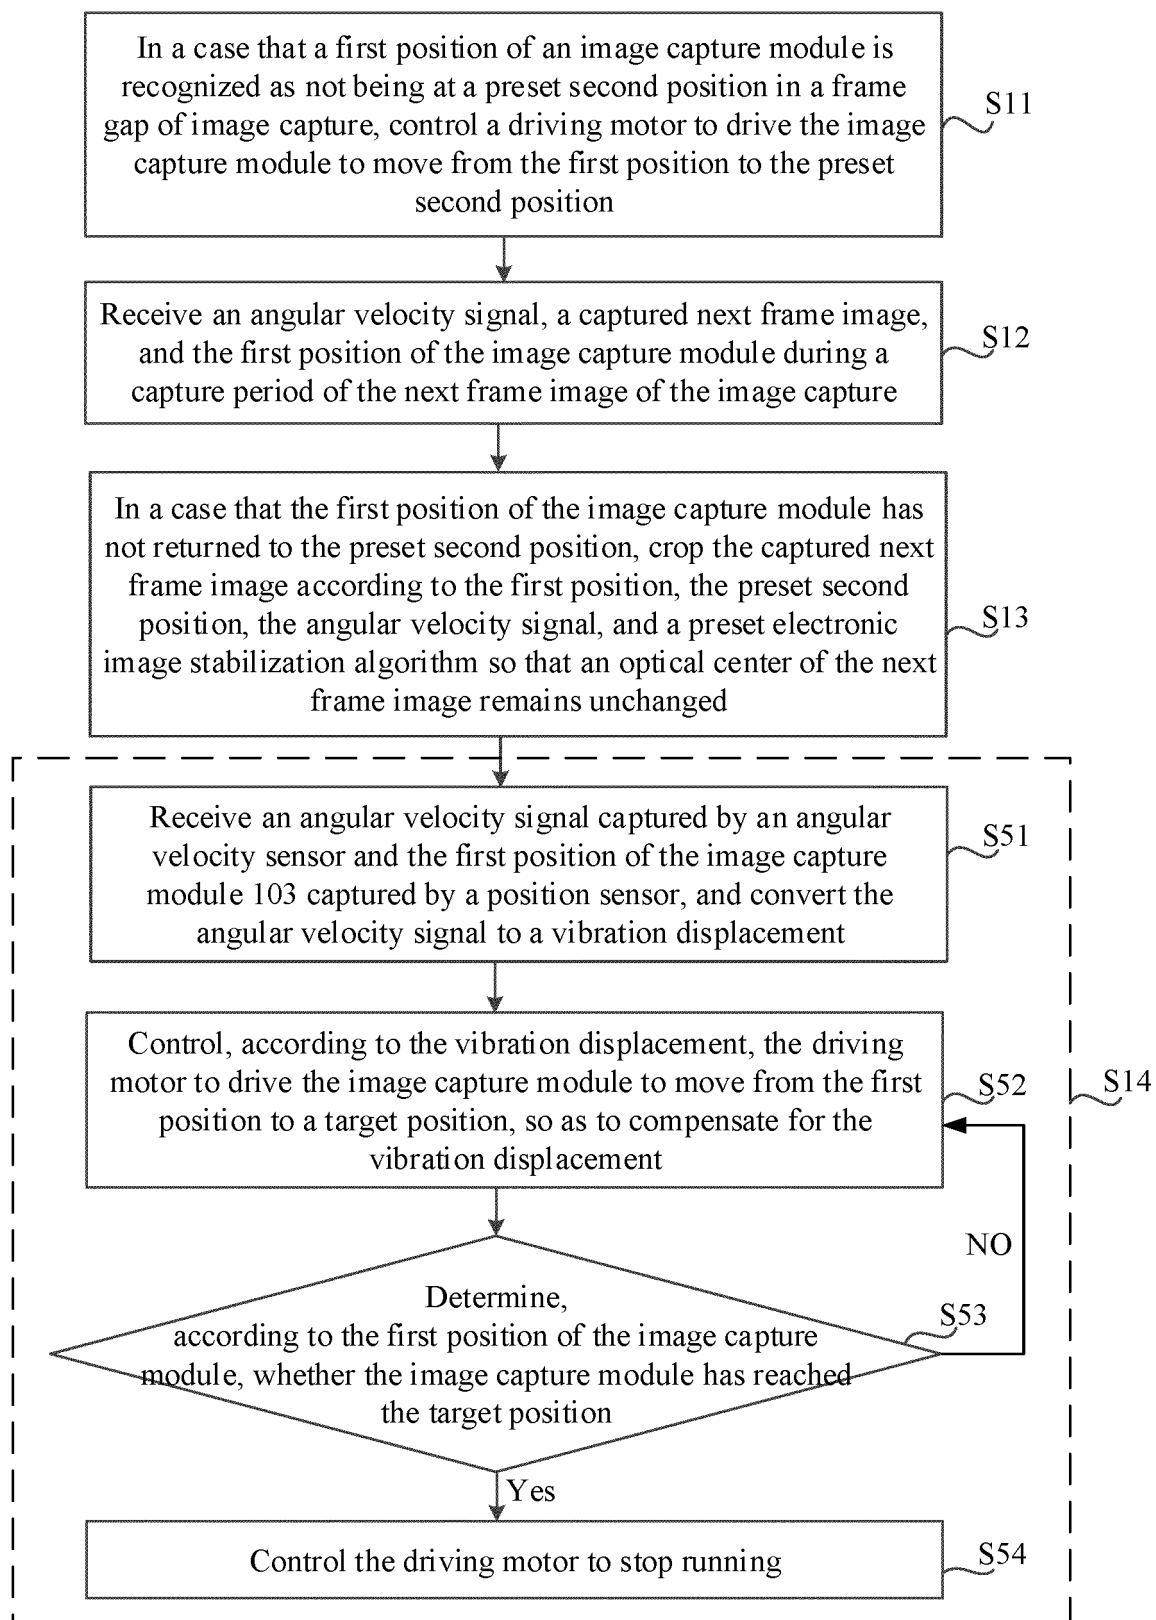 In a case that a first position of an image capture module is
recognized as not being at a preset second position in a frame
gap of image capture, control a driving motor to drive the image
capture module to move from the first position to the preset
second position
S11
Receive an angular velocity signal, a captured next frame image,
and the first position of the image capture module during a
capture period of the next frame image of the image capture
S12
In a case that the first position of the image capture module has
not returned to the preset second position, crop the captured next
frame image according to the first position, the preset second
position, the angular velocity signal, and a preset electronic
image stabilization algorithm so that an optical center of the next
frame image remains unchanged
S13
Receive an angular velocity signal captured by an angular
velocity sensor and the first position of the image capture
module 103 captured by a position sensor, and convert the
angular velocity signal to a vibration displacement
S51
Control, according to the vibration displacement, the driving
motor to drive the image capture module to move from the first
position to a target position, so as to compensate for the
vibration displacement
S52
S14
NO
Determine,
according to the first position of the image capture
module, whether the image capture module has reached
the target position
S53
Yes
Control the driving motor to stop running
S54